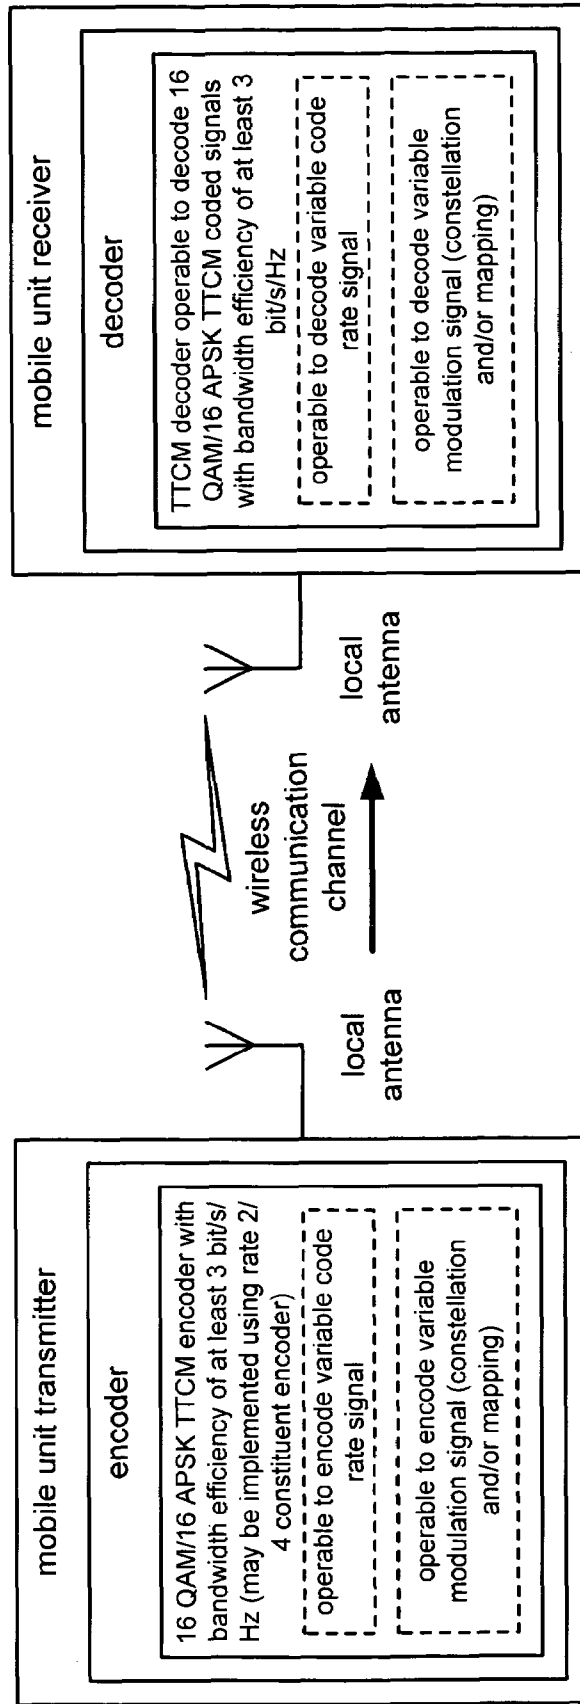 mobile unit transmitter
encoder
16 QAM/16 APSK TTCM encoder with
bandwidth efficiency of at least 3 bit/s/
Hz (may be implemented using rate 2/
4 constituent encoder)
operable to encode variable code
rate signal
operable to encode variable
modulation signal (constellation
and/or mapping)
local
antenna
wireless
communication
channel
local
antenna
mobile unit receiver
decoder
TTCM decoder operable to decode 16
QAM/16 APSK TTCM coded signals
with bandwidth efficiency of at least 3
bit/s/Hz
operable to decode variable code
rate signal
operable to decode variable
modulation signal (constellation
and/or mapping)